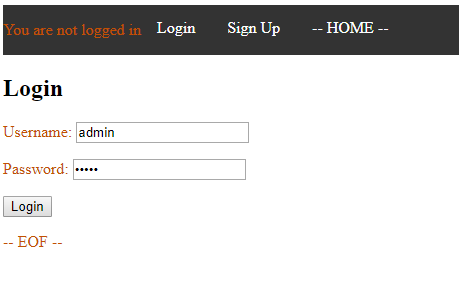 You are not logged in Login Sign Up -- HOME --
Login
Username: admin
Password: •••••
Login
-- EOF --